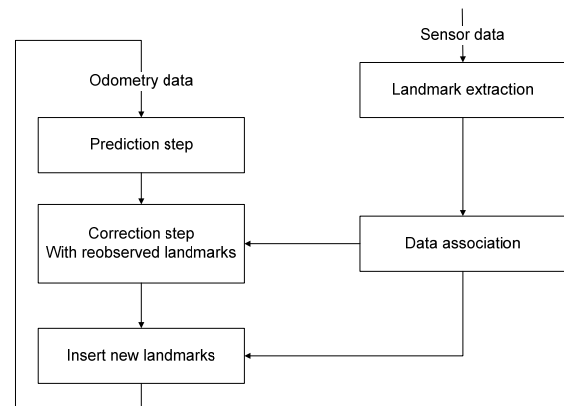 Sensor data
Landmark extraction
Odometry data
Prediction step
Correction step
With reobserved landmarks
Data association
Insert new landmarks